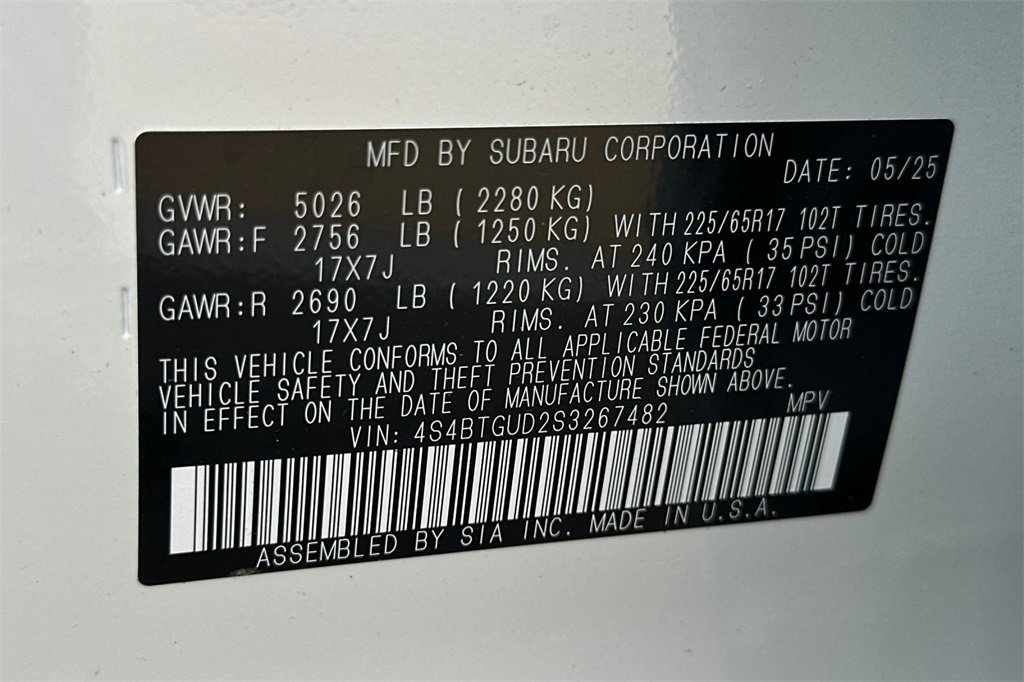 MFD BY SUBARU CORPORATION
DATE: 05/25
GVWR: 5026 LB (2280 KG)
GAWR:F 2756 LB (1250 KG) WITH 225/65R17 102T TIRES.
17X7J RIMS. AT 240 KPA (35 PSI) COLD
GAWR:R 2690 LB (1220 KG) WITH 225/65R17 102T TIRES.
17X7J RIMS. AT 230 KPA (33 PSI) COLD
THIS VEHICLE CONFORMS TO ALL APPLICABLE FEDERAL MOTOR
VEHICLE SAFETY AND THEFT PREVENTION STANDARDS
IN EFFECT ON THE DATE OF MANUFACTURE SHOWN ABOVE.
VIN: 4S4BTGUD2S3267482 MPV
ASSEMBLED BY SIA INC. MADE IN U.S.A.